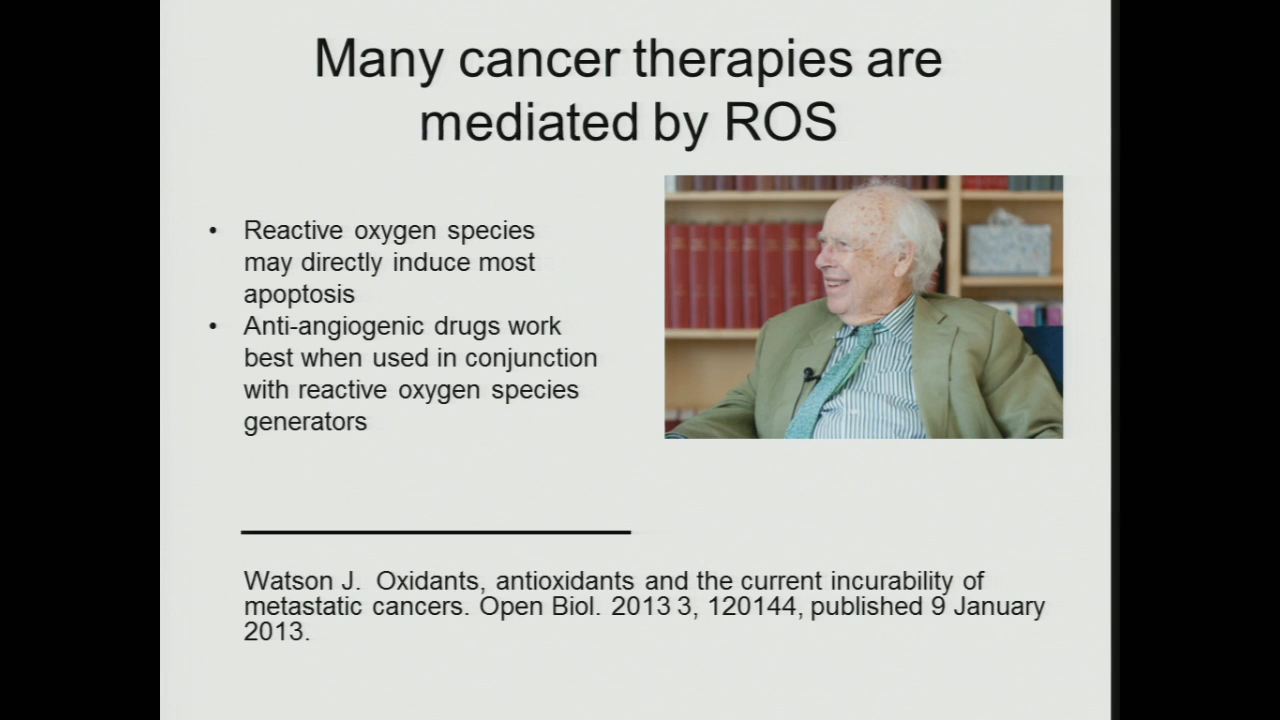 Many cancer therapies are
mediated by ROS
• Reactive oxygen species
may directly induce most
apoptosis
• Anti-angiogenic drugs work
best when used in conjunction
with reactive oxygen species
generators
Watson J. Oxidants, antioxidants and the current incurability of
metastatic cancers. Open Biol. 2013 3, 120144, published 9 January
2013.